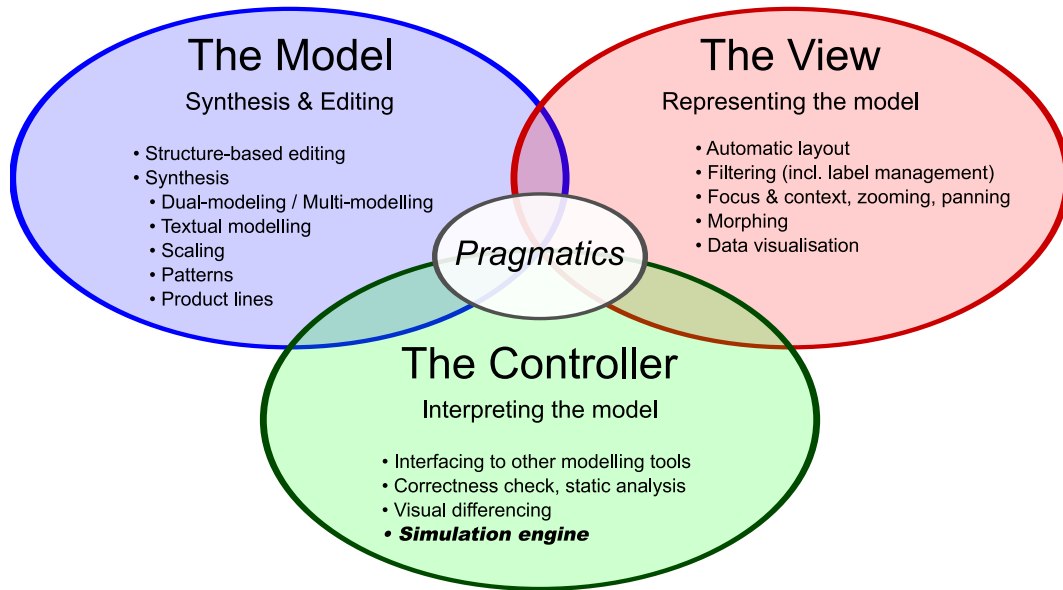 The Model
Synthesis & Editing
• Structure-based editing
• Synthesis
• Dual-modeling / Multi-modelling
• Textual modelling
• Scaling
• Patterns
• Product lines
The View
Representing the model
• Automatic layout
• Filtering (incl. label management)
• Focus & context, zooming, panning
• Morphing
• Data visualisation
Pragmatics
The Controller
Interpreting the model
• Interfacing to other modelling tools
• Correctness check, static analysis
• Visual differencing
• Simulation engine